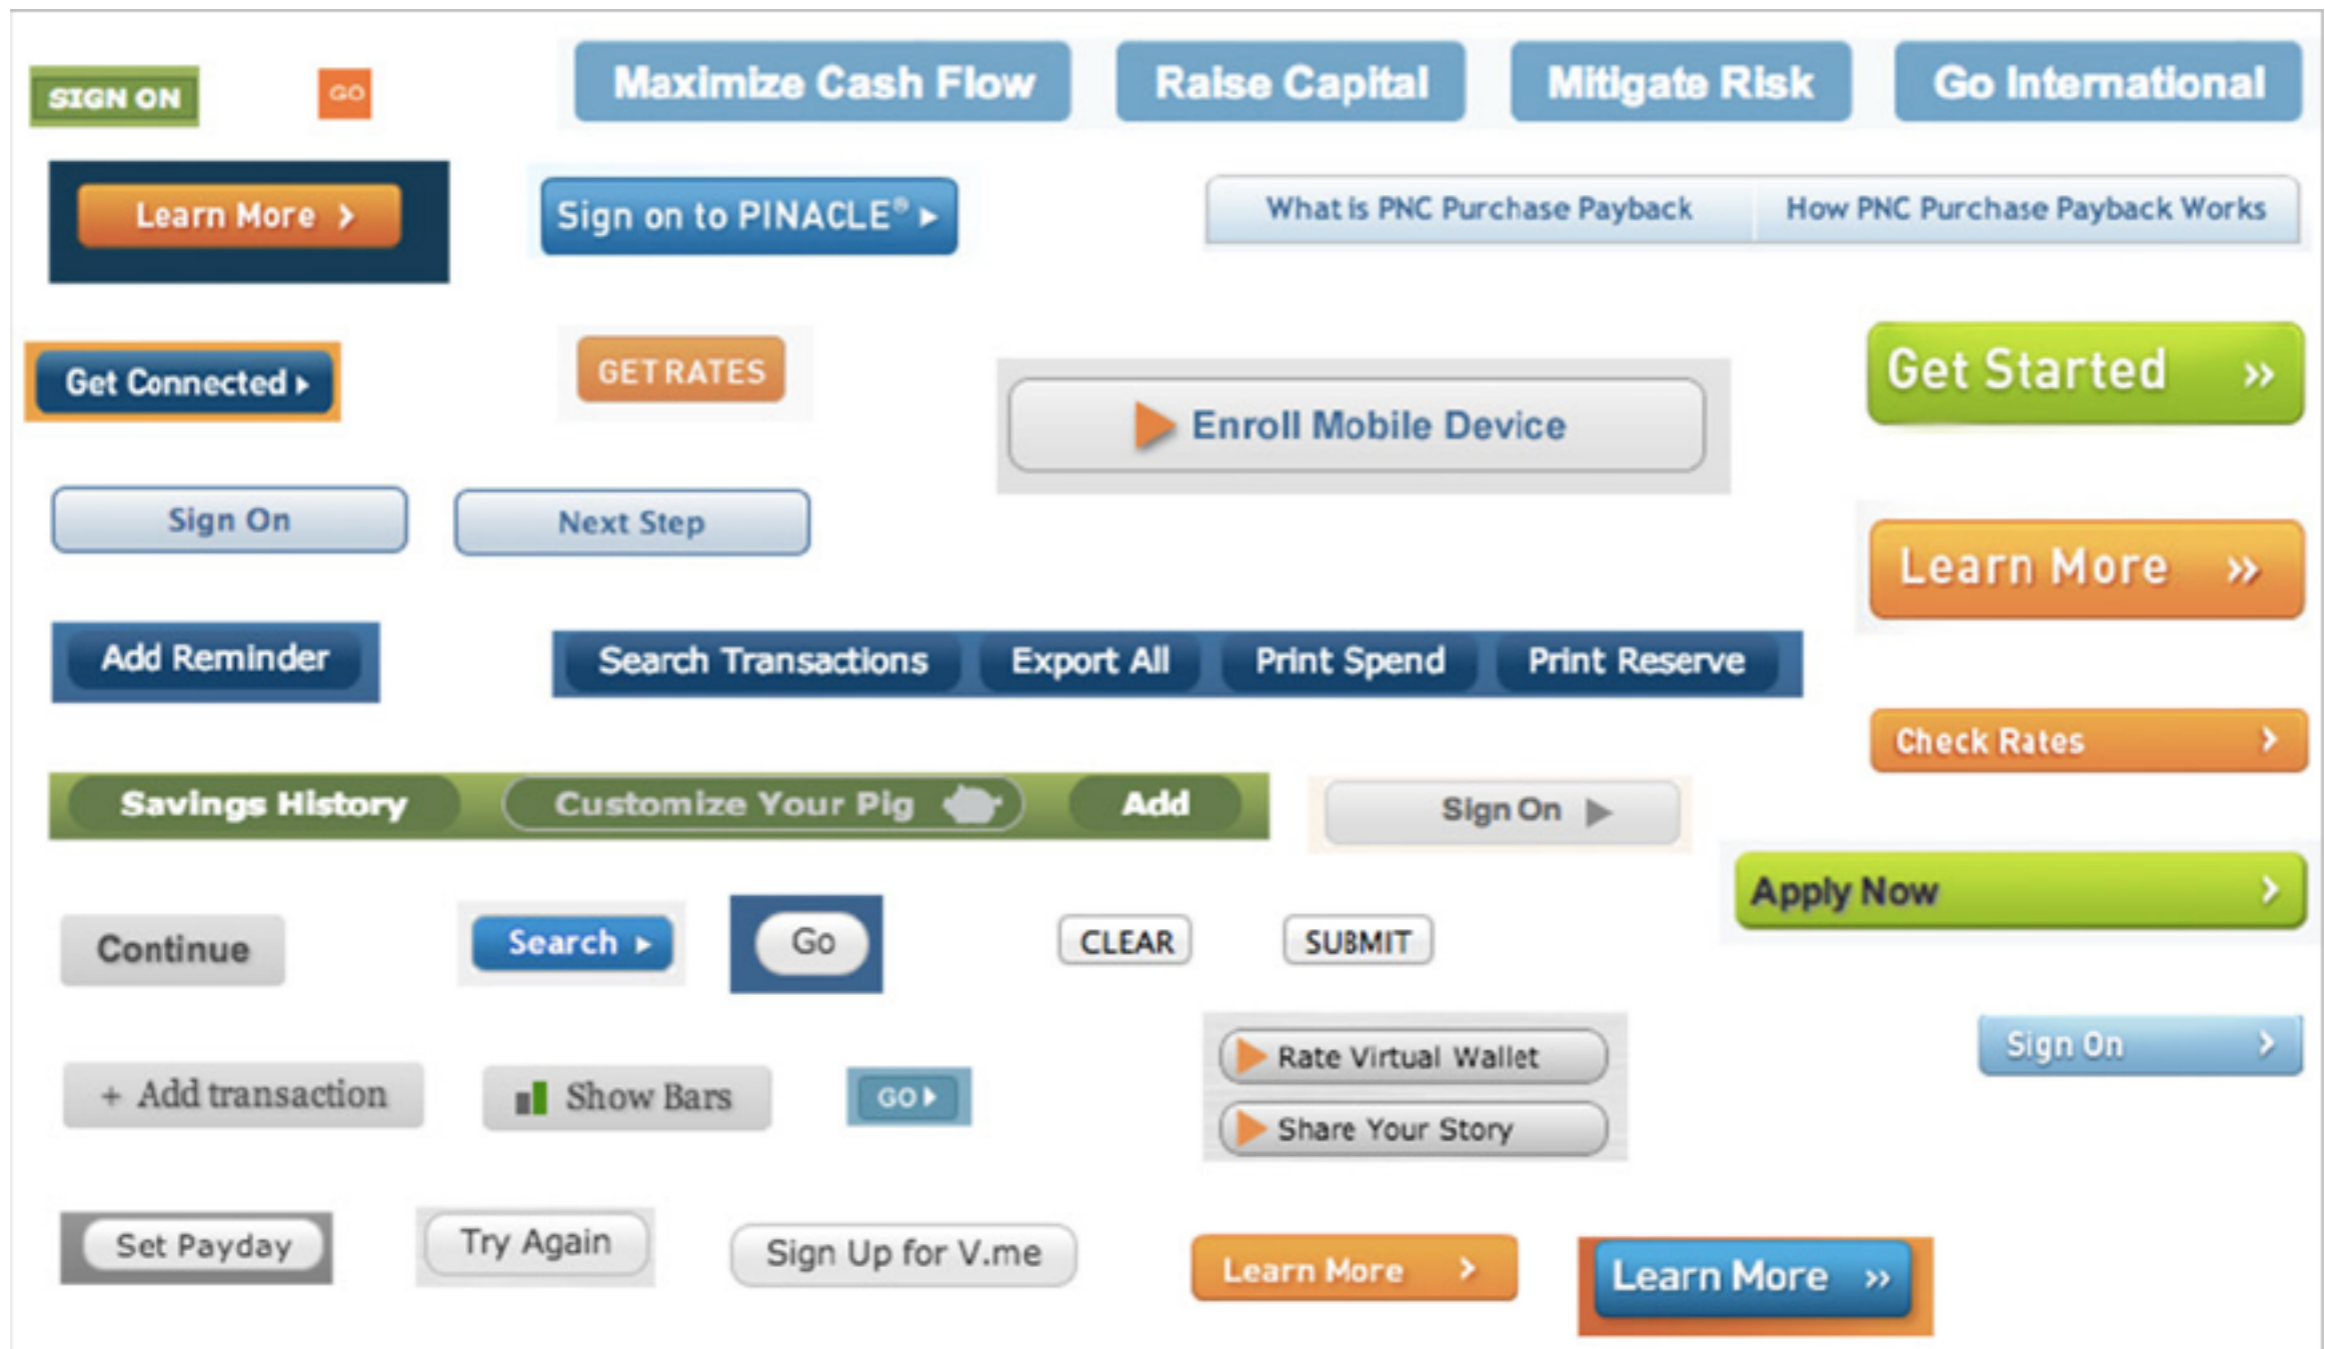 SIGN ON
GO
Maximize Cash Flow
Raise Capital
Mitigate Risk
Go International
Learn More
Sign on to PINACLE®
What is PNC Purchase Payback
How PNC Purchase Payback Works
Get Connected
GET RATES
Enroll Mobile Device
Get Started »
Sign On
Next Step
Learn More »
Add Reminder
Search Transactions
Export All
Print Spend
Print Reserve
Check Rates
Savings History
Customize Your Pig
Add
Sign On
Apply Now
Continue
Search
Go
CLEAR
SUBMIT
Sign On
+ Add transaction
Show Bars
GO
Rate Virtual Wallet
Share Your Story
Set Payday
Try Again
Sign Up for V.me
Learn More
Learn More »